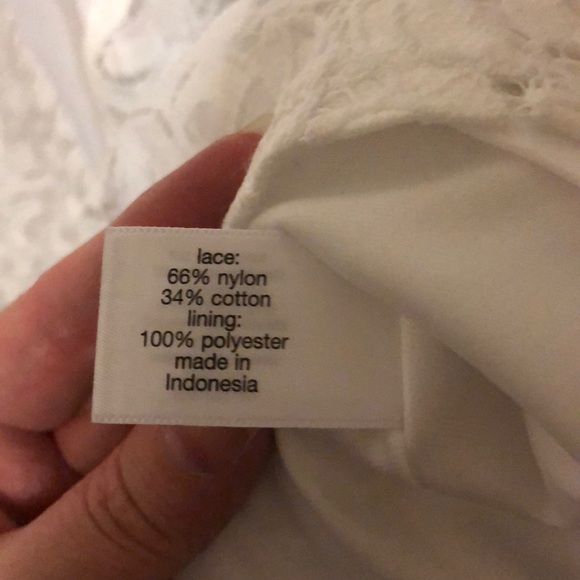 lace:
66% nylon
34% cotton
lining:
100% polyester
made in
Indonesia